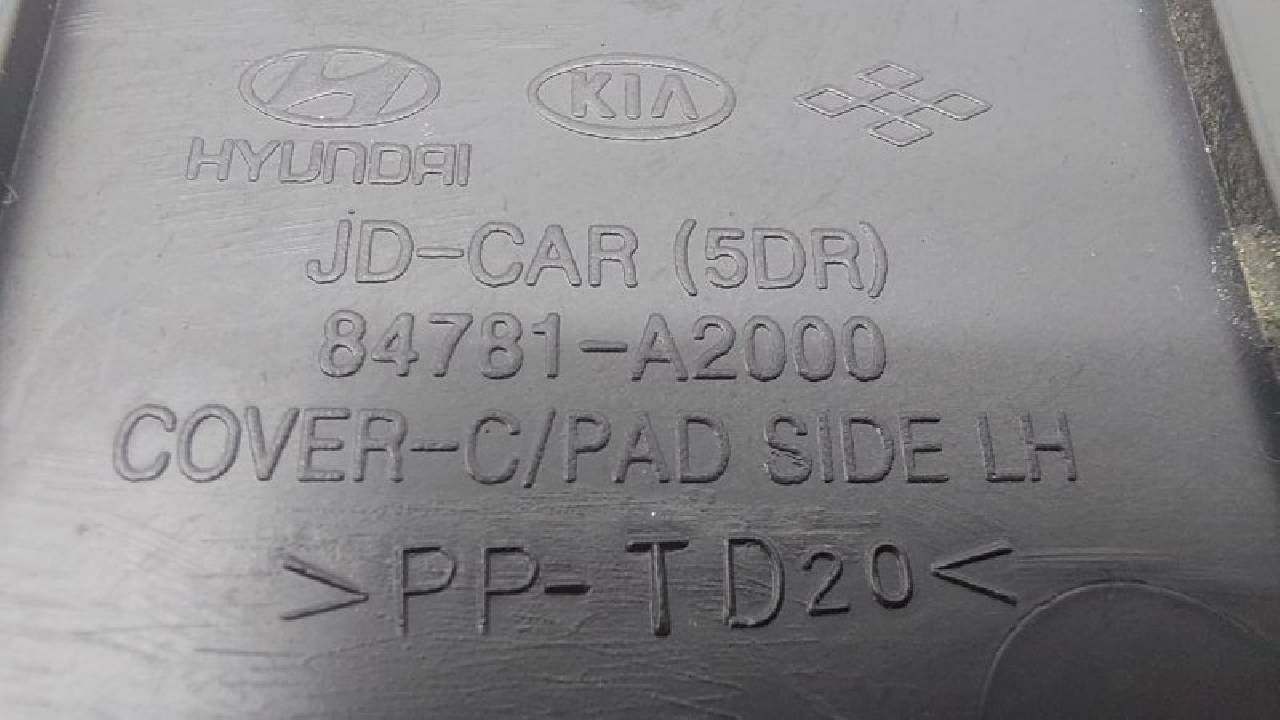 KIA
HYUNDAI
JD-CAR (5DR)
84781-A2000
COVER-C/PAD SIDE LH
>PP-TD20<